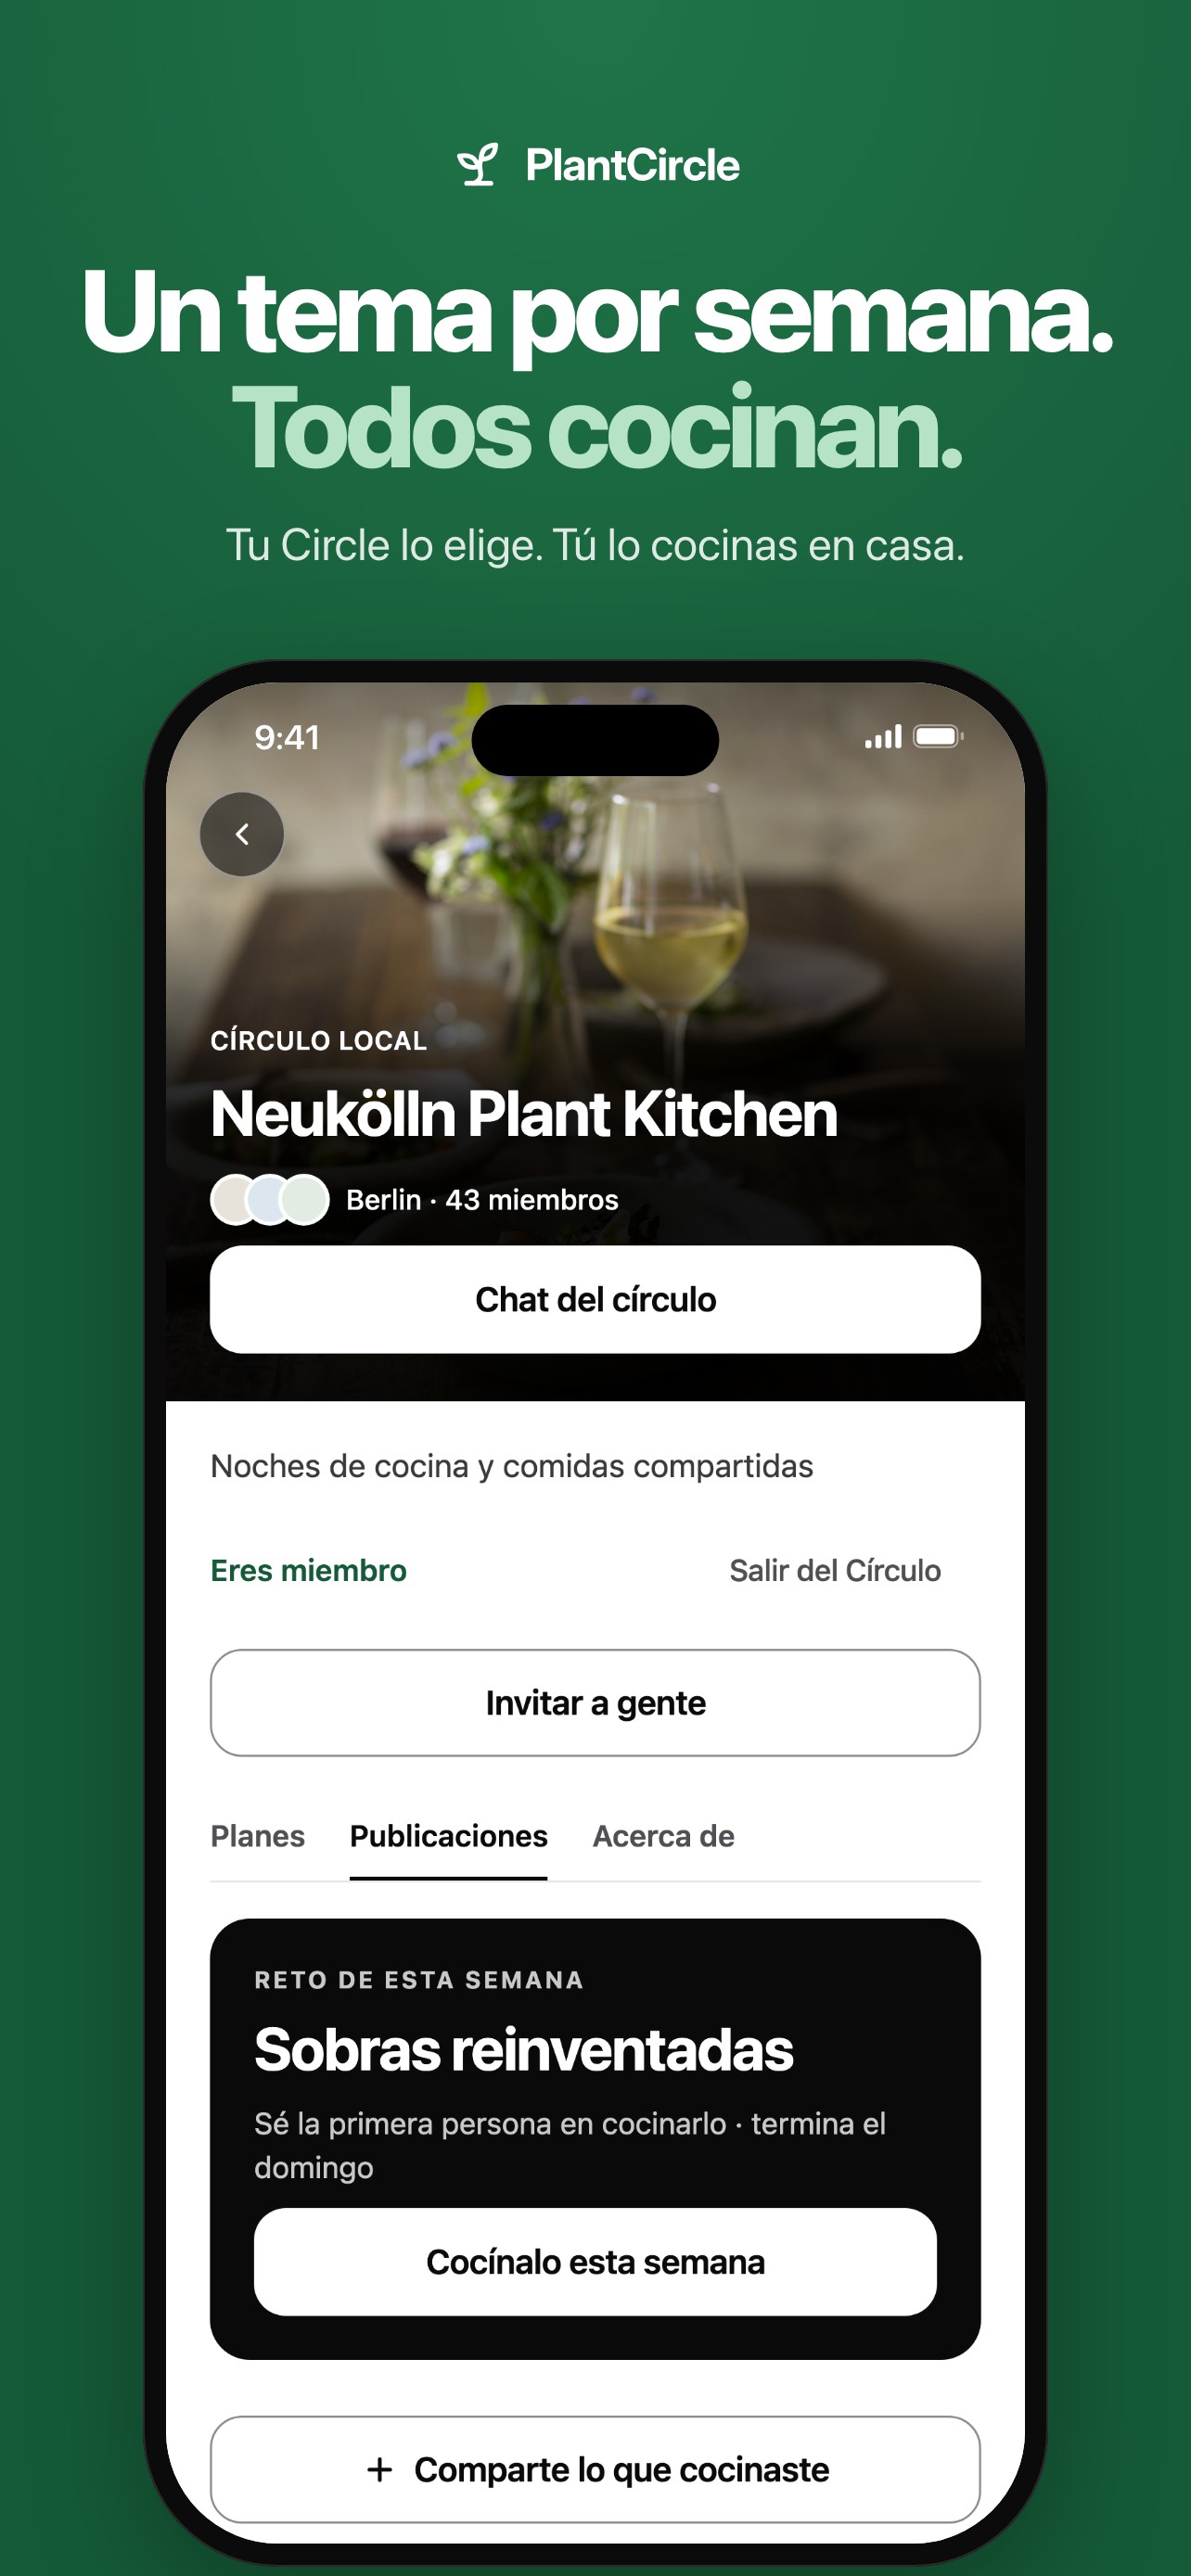 PlantCircle
Un tema por semana.
Todos cocinan.
Tu Circle lo elige. Tú lo cocinas en casa.
9:41
CÍRCULO LOCAL
Neukölln Plant Kitchen
Berlin · 43 miembros
Chat del círculo
Noches de cocina y comidas compartidas
Eres miembro
Salir del Círculo
Invitar a gente
Planes Publicaciones Acerca de
RETO DE ESTA SEMANA
Sobras reinventadas
Sé la primera persona en cocinarlo · termina el
domingo
Cocínalo esta semana
+ Comparte lo que cocinaste